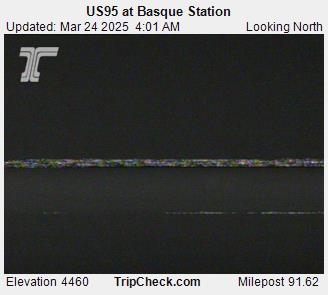 US95 at Basque Station
Updated: Mar 24 2025 4:01 AM Looking North
Elevation 4460 TripCheck.com Milepost 91.62